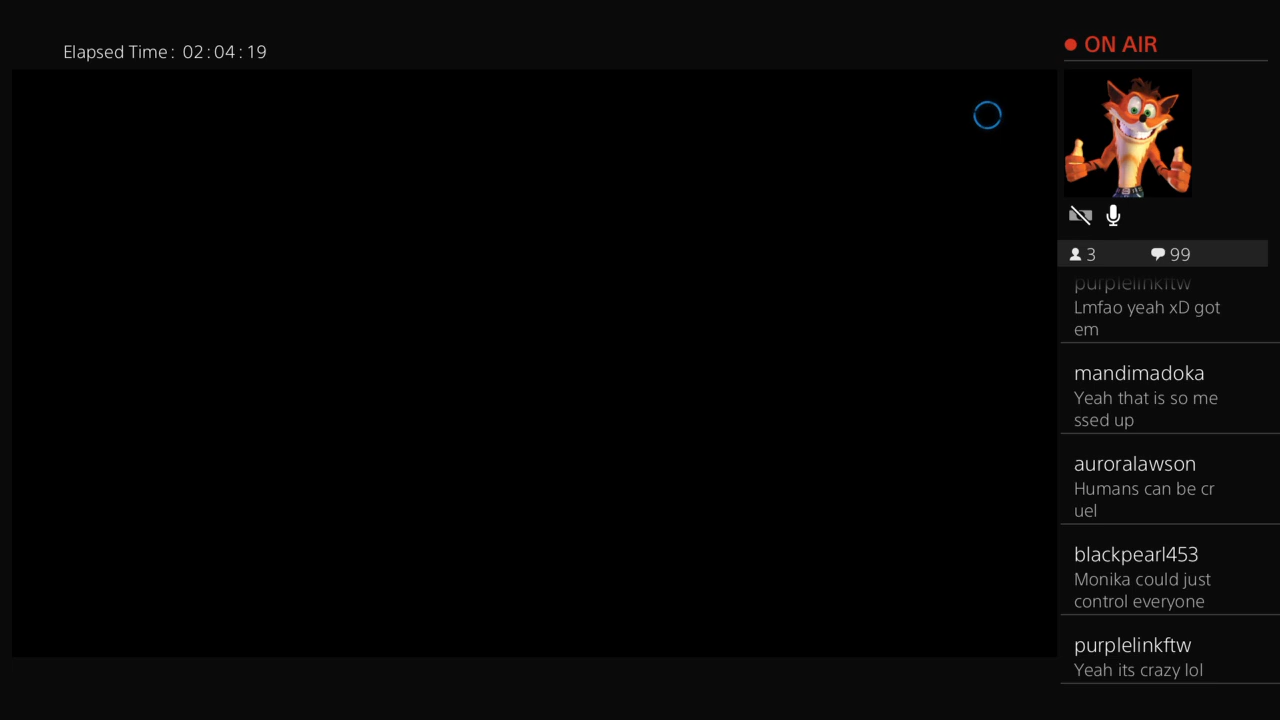 Elapsed Time: 02:04:19
ON AIR
3 99
purplelinkftw
Lmfao yeah xD got
em
mandimadoka
Yeah that is so me
ssed up
auroralawson
Humans can be cr
uel
blackpearl453
Monika could just
control everyone
purplelinkftw
Yeah its crazy lol